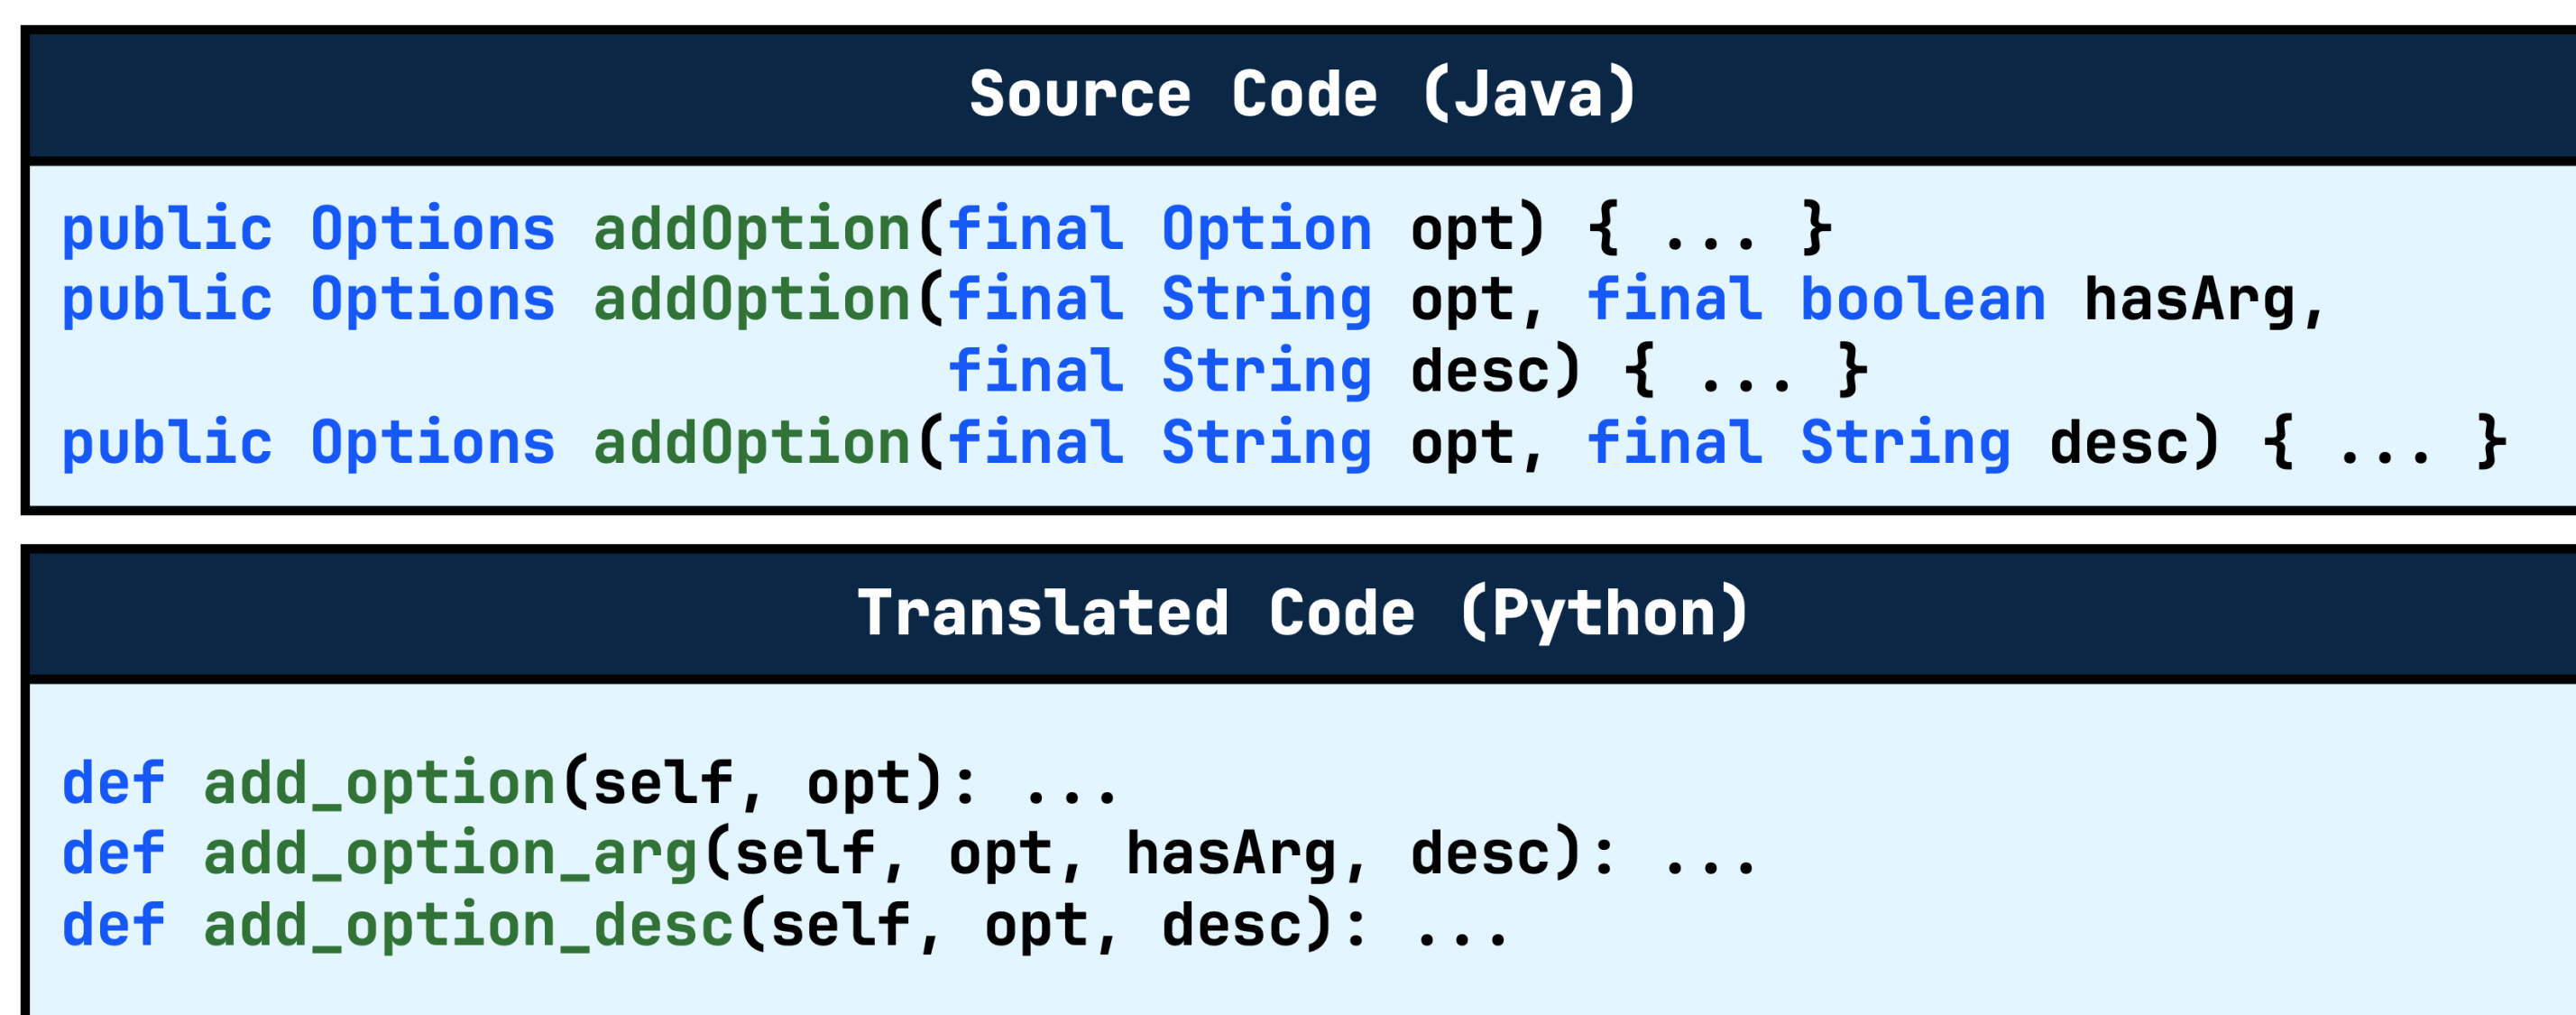 Source Code (Java)
public Options addOption(final Option opt) { ... }
public Options addOption(final String opt, final boolean hasArg,
final String desc) { ... }
public Options addOption(final String opt, final String desc) { ... }
Translated Code (Python)
def add_option(self, opt): ...
def add_option_arg(self, opt, hasArg, desc): ...
def add_option_desc(self, opt, desc): ...